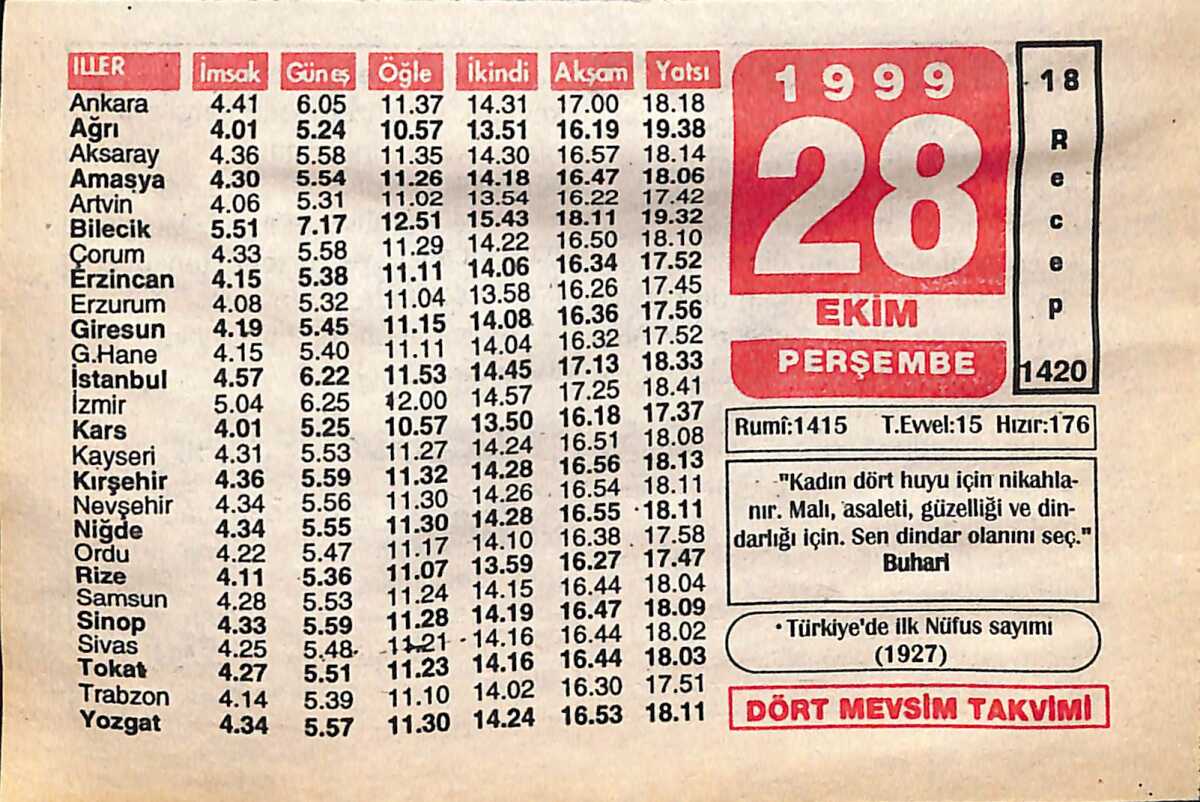 İLLER İmsak Güneş Öğle İkindi Akşam Yatsı
Ankara 4.41 6.05 11.37 14.31 17.00 18.18
Ağrı 4.01 5.24 10.57 13.51 16.19 19.38
Aksaray 4.36 5.58 11.35 14.30 16.57 18.14
Amasya 4.30 5.54 11.26 14.18 16.47 18.06
Artvin 4.06 5.31 11.02 13.54 16.22 17.42
Bilecik 5.51 7.17 12.51 15.43 18.11 19.32
Çorum 4.33 5.58 11.29 14.22 16.50 18.10
Erzincan 4.15 5.38 11.11 14.06 16.34 17.52
Erzurum 4.08 5.32 11.04 13.58 16.26 17.45
Giresun 4.19 5.45 11.15 14.08 16.36 17.56
G.Hane 4.15 5.40 11.11 14.04 16.32 17.52
İstanbul 4.57 6.22 11.53 14.45 17.13 18.33
İzmir 5.04 6.25 12.00 14.57 17.25 18.41
Kars 4.01 5.25 10.57 13.50 16.18 17.37
Kayseri 4.31 5.53 11.27 14.24 16.51 18.08
Kırşehir 4.36 5.59 11.32 14.28 16.56 18.13
Nevşehir 4.34 5.56 11.30 14.26 16.54 18.11
Niğde 4.34 5.55 11.30 14.28 16.55 18.11
Ordu 4.22 5.47 11.17 14.10 16.38 17.58
Rize 4.11 5.36 11.07 13.59 16.27 17.47
Samsun 4.28 5.53 11.24 14.15 16.44 18.04
Sinop 4.33 5.59 11.28 14.19 16.47 18.09
Sivas 4.25 5.48 11.21 14.16 16.44 18.02
Tokat 4.27 5.51 11.23 14.16 16.44 18.03
Trabzon 4.14 5.39 11.10 14.02 16.30 17.51
Yozgat 4.34 5.57 11.30 14.24 16.53 18.11
1999
28
EKİM
PERŞEMBE
18
Recep
1420
Rumî:1415 T.Evvel:15 Hızır:176
"Kadın dört huyu için nikahla-
nır. Malı, asaleti, güzelliği ve din-
darlığı için. Sen dindar olanını seç."
Buhari
Türkiye'de ilk Nüfus sayımı
(1927)
DÖRT MEVSİM TAKVİMİ